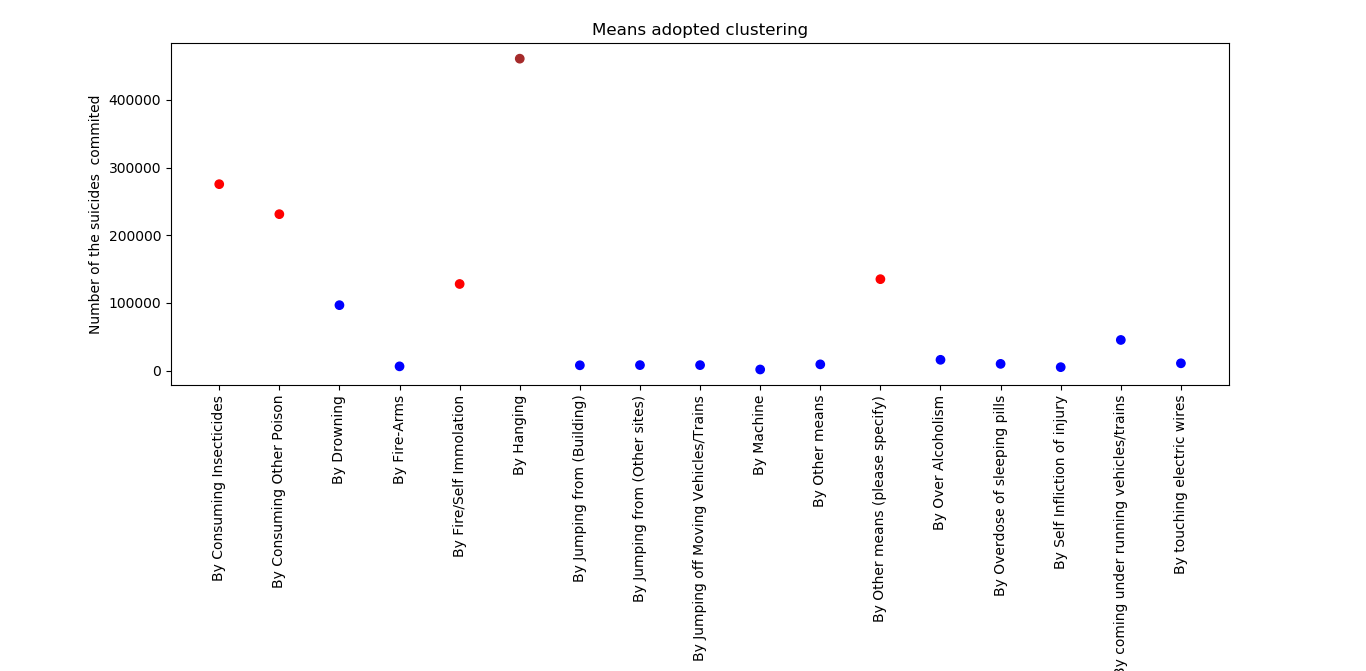 Means adopted clustering
Number of the suicides  commited
400000
300000
200000
100000
0
By Consuming Insecticides
By Consuming Other Poison
By Drowning
By Fire-Arms
By Fire/Self Immolation
By Hanging
By Jumping from (Building)
By Jumping from (Other sites)
By Jumping off Moving Vehicles/Trains
By Machine
By Other means
By Other means (please specify)
By Over Alcoholism
By Overdose of sleeping pills
By Self Infliction of injury
By coming under running vehicles/trains
By touching electric wires